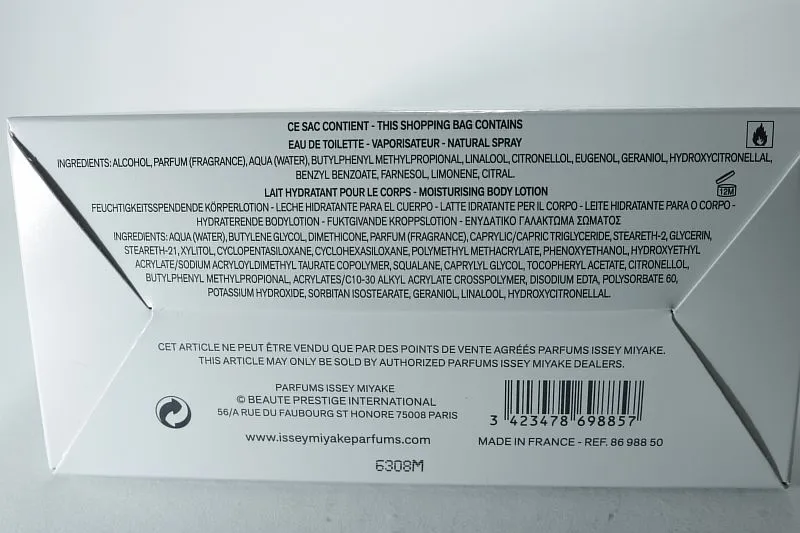 CE SAC CONTIENT - THIS SHOPPING BAG CONTAINS
EAU DE TOILETTE - VAPORISATEUR - NATURAL SPRAY
INGREDIENTS: ALCOHOL, PARFUM (FRAGRANCE), AQUA (WATER), BUTYLPHENYL METHYLPROPIONAL, LINALOOL, CITRONELLOL, EUGENOL, GERANIOL, HYDROXYCITRONELLAL,
BENZYL BENZOATE, FARNESOL, LIMONENE, CITRAL.
12M
LAIT HYDRATANT POUR LE CORPS - MOISTURISING BODY LOTION
FEUCHTIGKEITSSPENDENDE KÖRPERLOTION - LECHE HIDRATANTE PARA EL CUERPO - LATTE IDRATANTE PER IL CORPO - LEITE HIDRATANTE PARA O CORPO -
HYDRATERENDE BODYLOTION - FUKTGIVANDE KROPPSLOTION - ΕΝΥΔΑΤΙΚΟ ΓΑΛΑΚΤΩΜΑ ΣΩΜΑΤΟΣ
INGREDIENTS: AQUA (WATER), BUTYLENE GLYCOL, DIMETHICONE, PARFUM (FRAGRANCE), CAPRYLIC/CAPRIC TRIGLYCERIDE, STEARETH-2, GLYCERIN,
STEARETH-21, XYLITOL, CYCLOPENTASILOXANE, CYCLOHEXASILOXANE, POLYMETHYL METHACRYLATE, PHENOXYETHANOL, HYDROXYETHYL
ACRYLATE/SODIUM ACRYLOYLDIMETHYL TAURATE COPOLYMER, SQUALANE, CAPRYLYL GLYCOL, TOCOPHERYL ACETATE, CITRONELLOL,
BUTYLPHENYL METHYLPROPIONAL, ACRYLATES/C10-30 ALKYL ACRYLATE CROSSPOLYMER, DISODIUM EDTA, POLYSORBATE 60,
POTASSIUM HYDROXIDE, SORBITAN ISOSTEARATE, GERANIOL, LINALOOL, HYDROXYCITRONELLAL.
CET ARTICLE NE PEUT ÊTRE VENDU QUE PAR DES POINTS DE VENTE AGRÉÉS PARFUMS ISSEY MIYAKE.
THIS ARTICLE MAY ONLY BE SOLD BY AUTHORIZED PARFUMS ISSEY MIYAKE DEALERS.
PARFUMS ISSEY MIYAKE
© BEAUTE PRESTIGE INTERNATIONAL
56/A RUE DU FAUBOURG ST HONORE 75008 PARIS
www.isseymiyakeparfums.com
3 423478 698857
MADE IN FRANCE - REF. 86 988 50
6308M